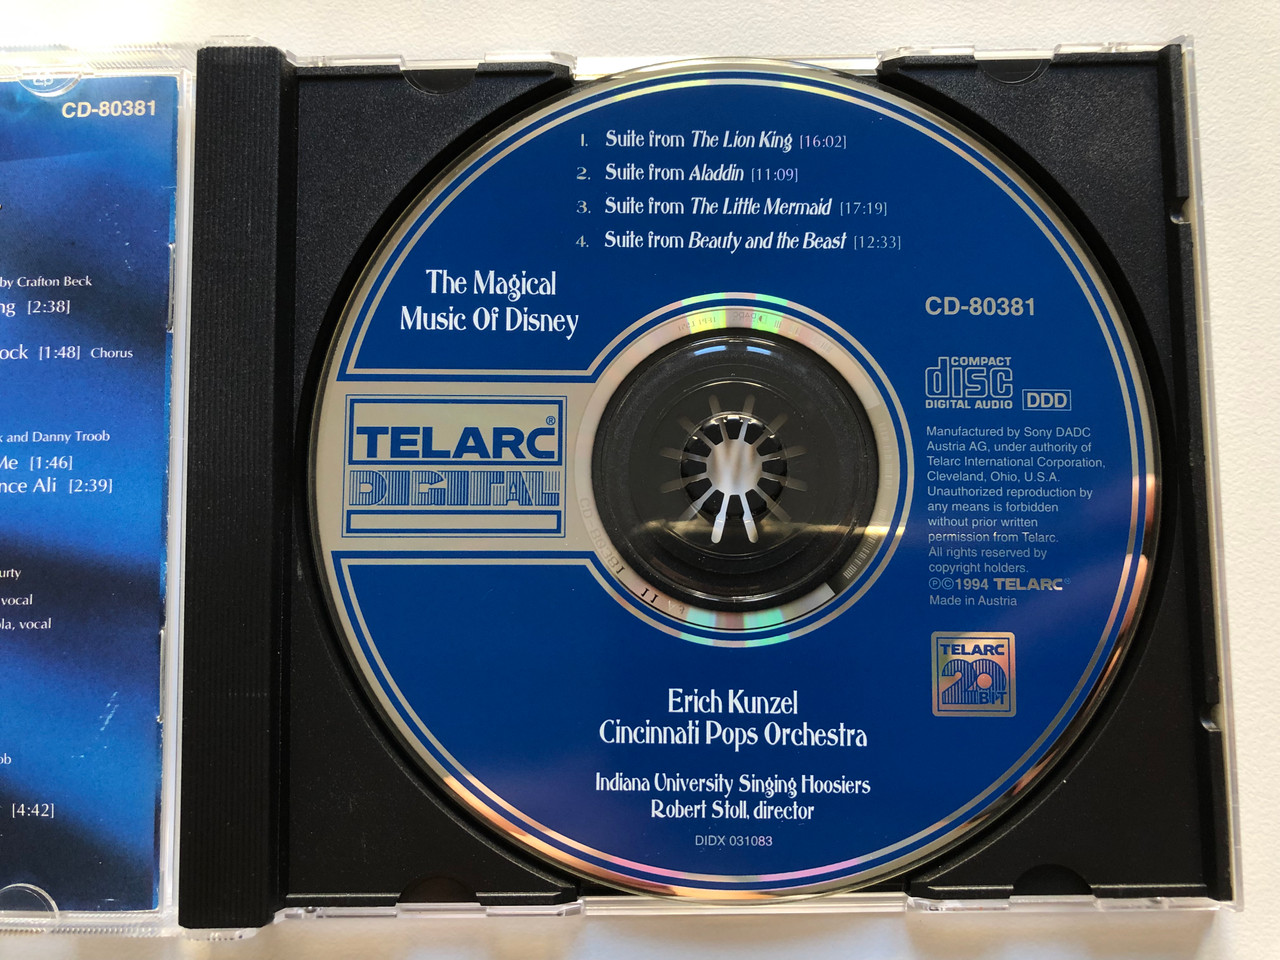 CD-80381
by Crafton Beck
[2:38]
[1:48] Chorus
and Danny Troob
Me [1:46]
Ali [2:39]
vocal
vocal
[4:42]
1. Suite from The Lion King [16:02]
2. Suite from Aladdin [11:09]
3. Suite from The Little Mermaid [17:19]
4. Suite from Beauty and the Beast [12:33]
The Magical
Music Of Disney
CD-80381
COMPACT
disc
DIGITAL AUDIO
DDD
TELARC®
DIGITAL
Manufactured by Sony DADC
Austria AG, under authority of
Telarc International Corporation,
Cleveland, Ohio, U.S.A.
Unauthorized reproduction by
any means is forbidden
without prior written
permission from Telarc.
All rights reserved by
copyright holders.
℗©1994 TELARC®
Made in Austria
TELARC
20
BIT
Erich Kunzel
Cincinnati Pops Orchestra
Indiana University Singing Hoosiers
Robert Stoll, director
DIDX 031083